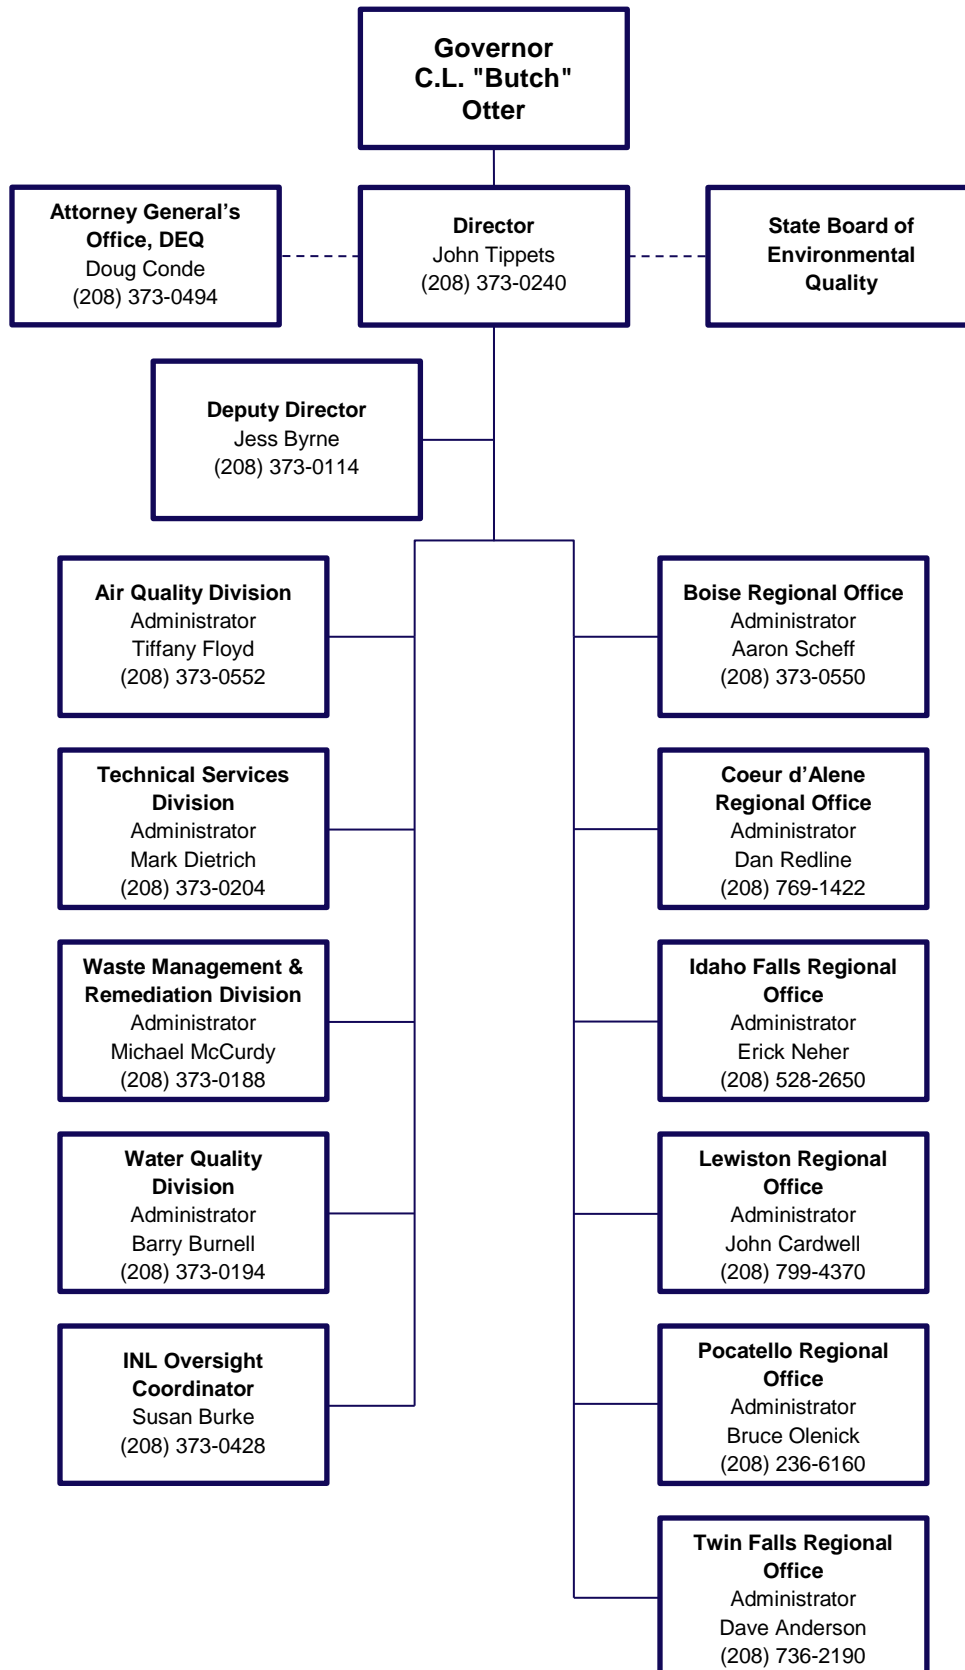 Governor
C.L. "Butch"
Otter
Attorney General’s
Office, DEQ
Doug Conde
(208) 373-0494
Director
John Tippets
(208) 373-0240
State Board of
Environmental
Quality
Deputy Director
Jess Byrne
(208) 373-0114
Air Quality Division
Administrator
Tiffany Floyd
(208) 373-0552
Technical Services
Division
Administrator
Mark Dietrich
(208) 373-0204
Waste Management &
Remediation Division
Administrator
Michael McCurdy
(208) 373-0188
Water Quality
Division
Administrator
Barry Burnell
(208) 373-0194
INL Oversight
Coordinator
Susan Burke
(208) 373-0428
Boise Regional Office
Administrator
Aaron Scheff
(208) 373-0550
Coeur d’Alene
Regional Office
Administrator
Dan Redline
(208) 769-1422
Idaho Falls Regional
Office
Administrator
Erick Neher
(208) 528-2650
Lewiston Regional
Office
Administrator
John Cardwell
(208) 799-4370
Pocatello Regional
Office
Administrator
Bruce Olenick
(208) 236-6160
Twin Falls Regional
Office
Administrator
Dave Anderson
(208) 736-2190